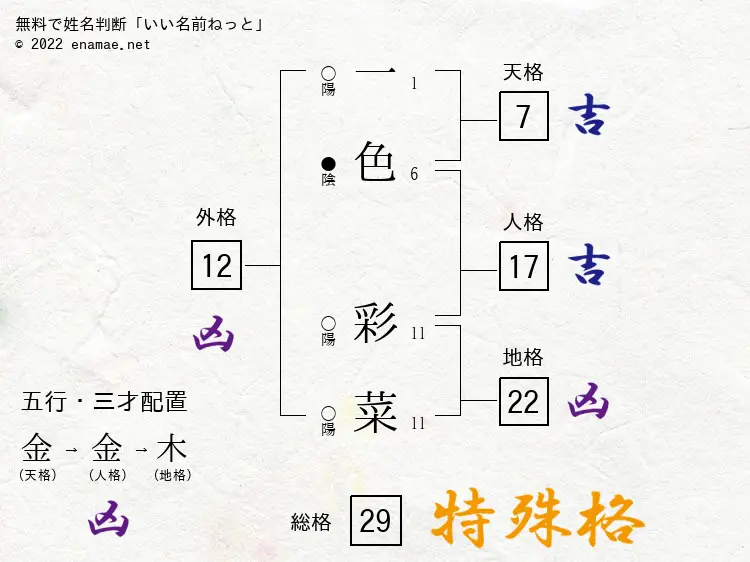 無料で姓名判断「いい名前ねっと」
© 2022 enamae.net
天格
7 吉
○陽 一 1
●陰 色 6
外格
12
凶
人格
17 吉
○陽 彩 11
地格
22 凶
○陽 菜 11
五行・三才配置
金→金→木
(天格) (人格) (地格)
凶
総格 29 特殊格